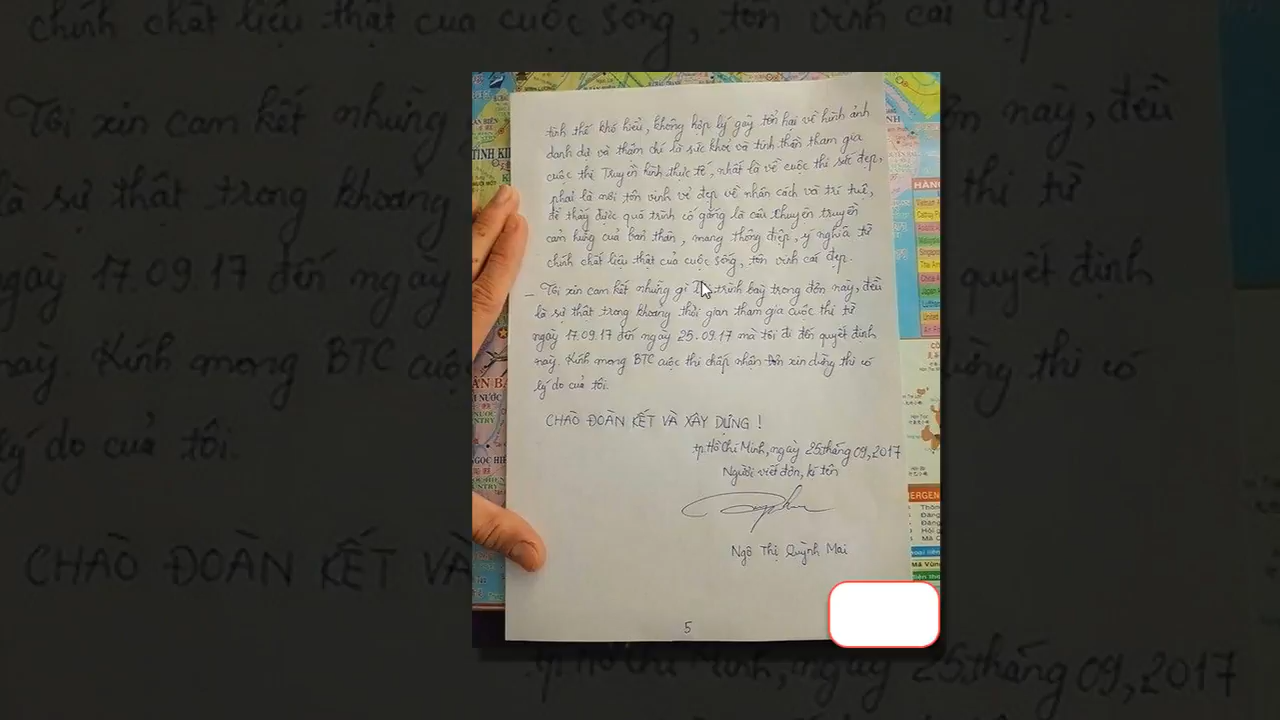 tình thế khó hiểu, không hợp lý gây tổn hại về hình ảnh
danh dự và thậm chí là sức khoẻ và tinh thần tham gia
cuộc thi Truyền hình thực tế, nhất là về cuộc thi sắc đẹp,
phải là nơi tôn vinh vẻ đẹp về nhân cách và trí tuệ,
để thấy được quá trình cố gắng là câu chuyện truyền
cảm hứng của bản thân, mang thông điệp, ý nghĩa từ
chính chất liệu thật của cuộc sống, tôn vinh cái đẹp.
_ Tôi xin cam kết những gì trình bày trong đơn này, đều
là sự thật trong khoảng thời gian tham gia cuộc thi từ
ngày 17.09.17 đến ngày 25.09.17 mà tôi đi đến quyết định
này. Kính mong BTC cuộc thi chấp nhận đơn xin dừng thi có
lý do của tôi.
CHÀO ĐOÀN KẾT VÀ XÂY DỰNG !
tp.Hồ Chí Minh, ngày 25 tháng 09, 2017
Người viết đơn, kí tên
Ngô Thị Quỳnh Mai
5